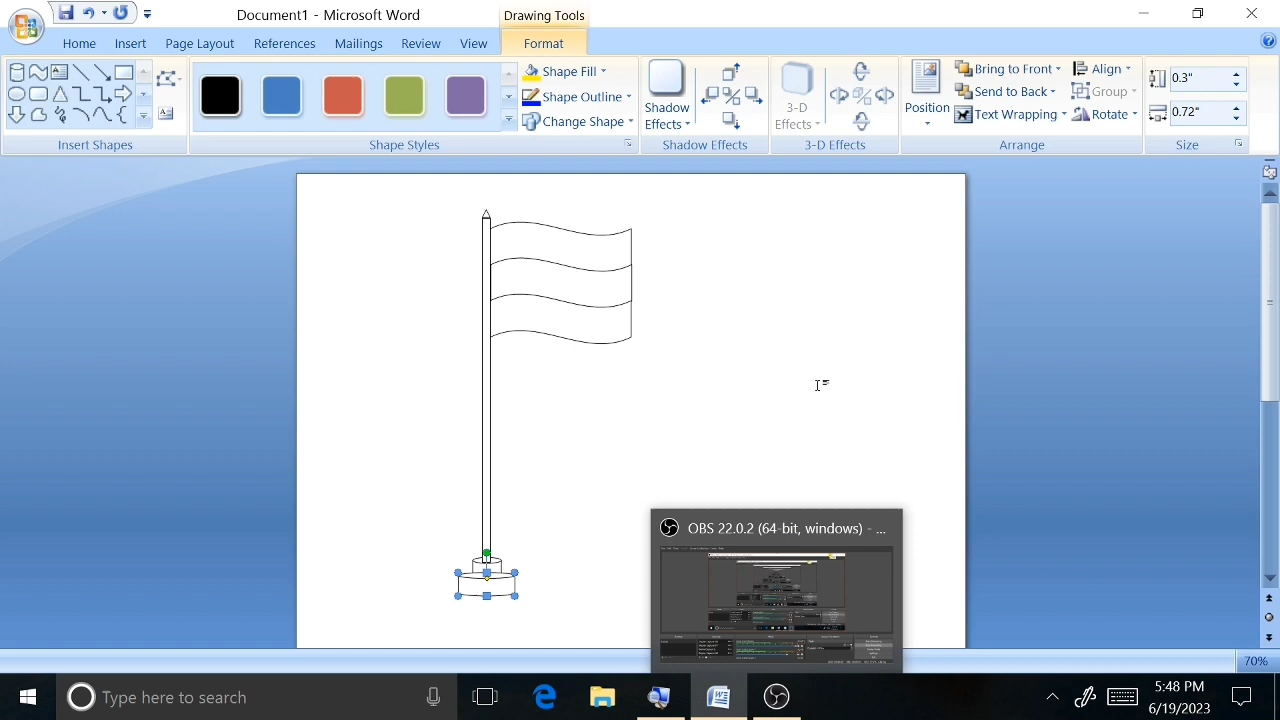 Document1 - Microsoft Word
Drawing Tools
Home
Insert
Page Layout
References
Mailings
Review
View
Format
Shape Fill
Shape Outline
Change Shape
Shadow
Effects
3-D
Effects
Position
Bring to Front
Send to Back
Text Wrapping
Align
Group
Rotate
0.3"
0.72"
Insert Shapes
Shape Styles
Shadow Effects
3-D Effects
Arrange
Size
OBS 22.0.2 (64-bit, windows) - ...
70%
Type here to search
5:48 PM
6/19/2023